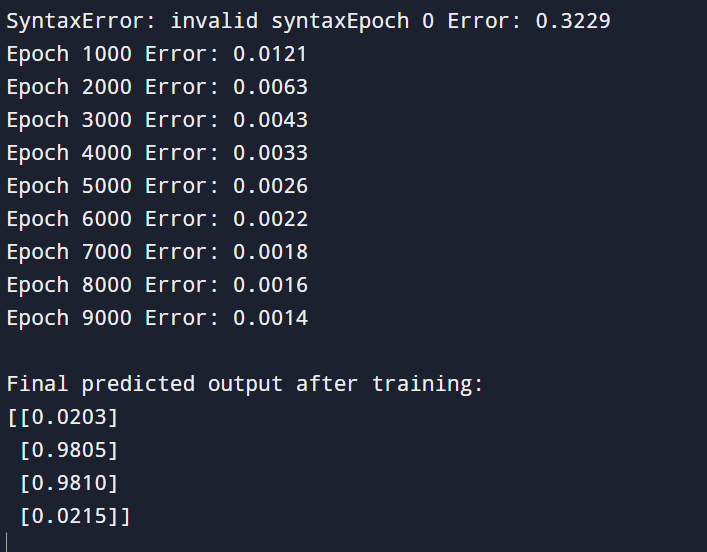 SyntaxError: invalid syntaxEpoch 0 Error: 0.3229
Epoch 1000 Error: 0.0121
Epoch 2000 Error: 0.0063
Epoch 3000 Error: 0.0043
Epoch 4000 Error: 0.0033
Epoch 5000 Error: 0.0026
Epoch 6000 Error: 0.0022
Epoch 7000 Error: 0.0018
Epoch 8000 Error: 0.0016
Epoch 9000 Error: 0.0014

Final predicted output after training:
[[0.0203]
 [0.9805]
 [0.9810]
 [0.0215]]